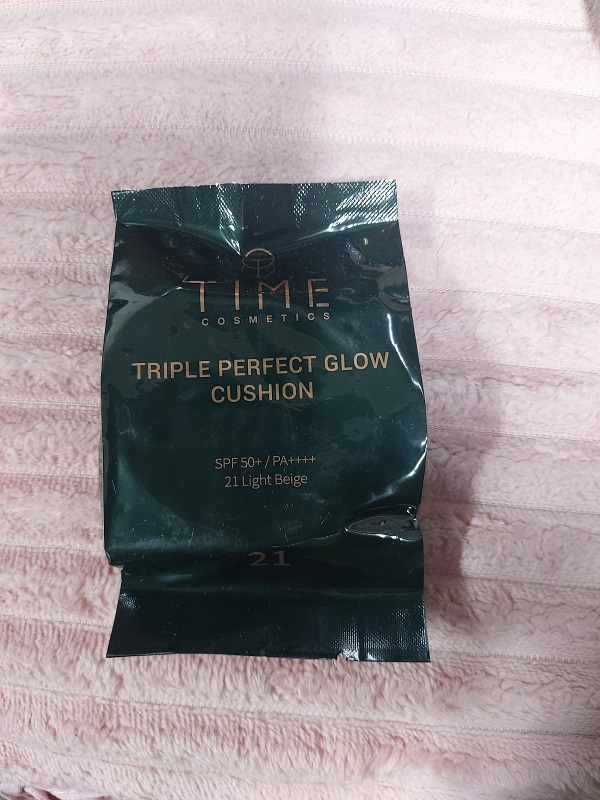 TIME
COSMETICS
TRIPLE PERFECT GLOW
CUSHION
SPF 50+ / PA++++
21 Light Beige
21